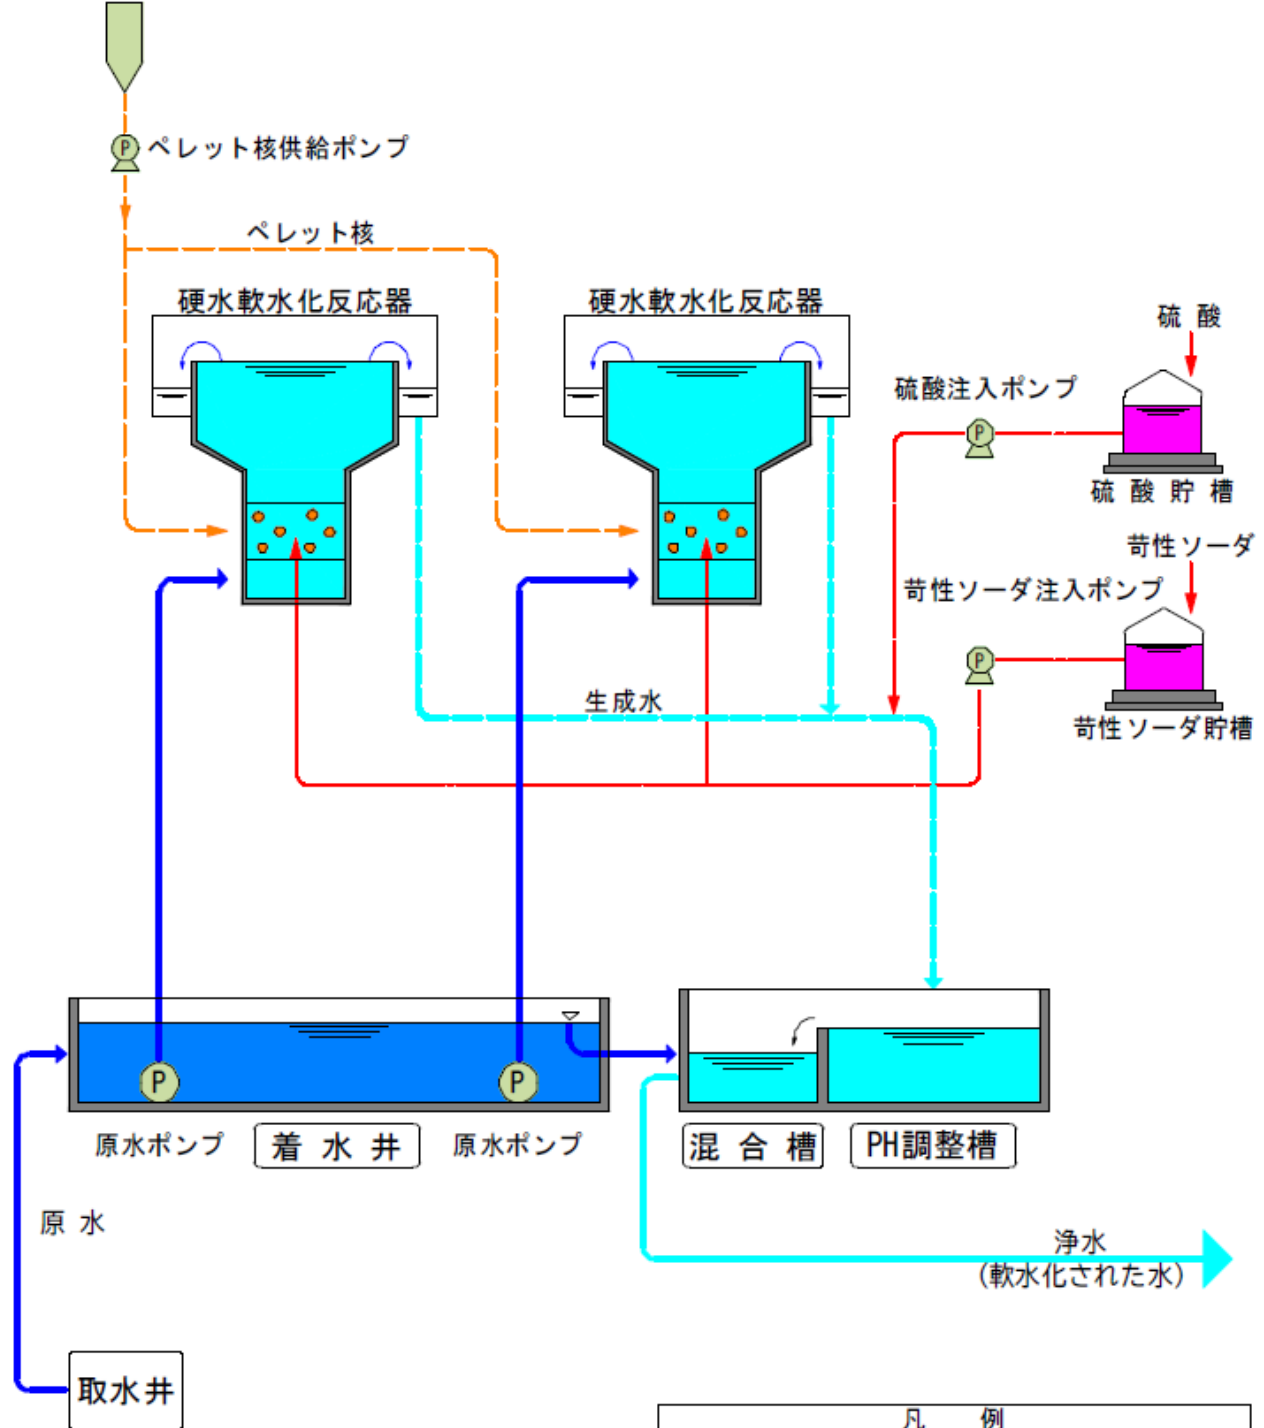 P
ペレット核供給ポンプ
ペレット核
硬水軟水化反応器
硬水軟水化反応器
硫 酸
硫酸注入ポンプ
P
硫 酸 貯 槽
苛性ソーダ
苛性ソーダ注入ポンプ
P
生成水
苛性ソーダ貯槽
P
P
原水ポンプ
着 水 井
原水ポンプ
混 合 槽
PH調整槽
原 水
浄水
(軟水化された水)
取水井
凡 例